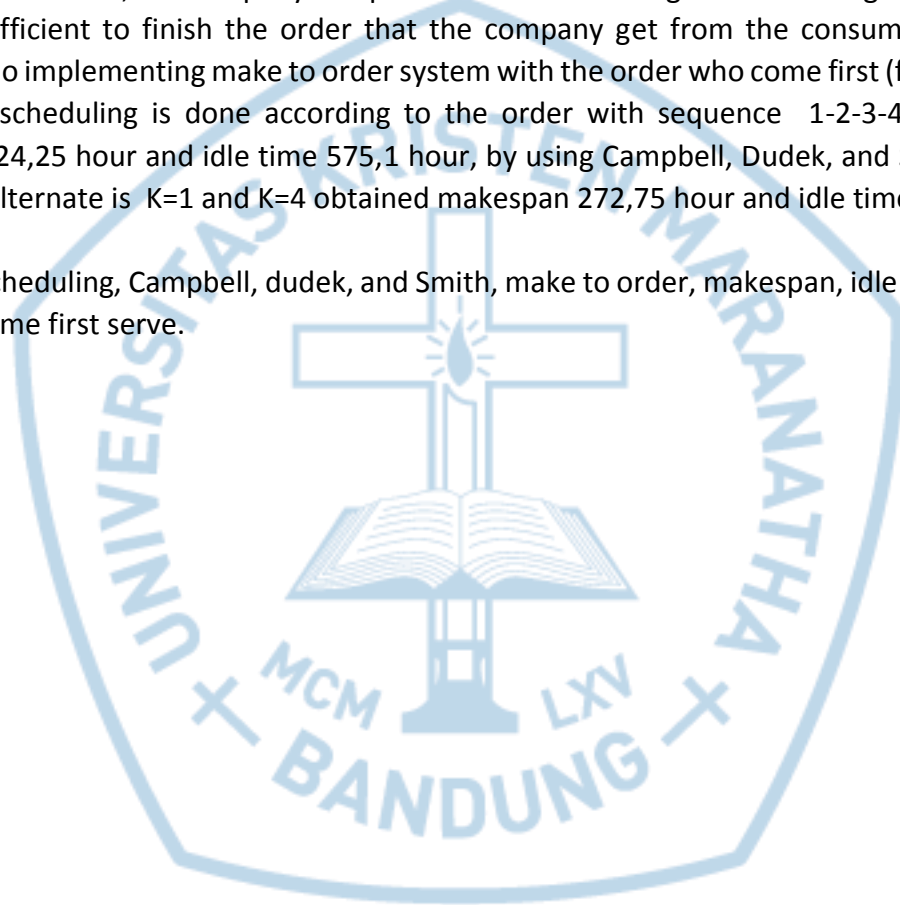 fficient to finish the order that the company get from the consum
o implementing make to order system with the order who come first (f
scheduling is done according to the order with sequence 1-2-3-4
24,25 hour and idle time 575,1 hour, by using Campbell, Dudek, and
lternate is K=1 and K=4 obtained makespan 272,75 hour and idle time
heduling, Campbell, dudek, and Smith, make to order, makespan, idle
me first serve.
UNIVERSITAS KRISTEN MARANATHA
MCM LXV
BANDUNG